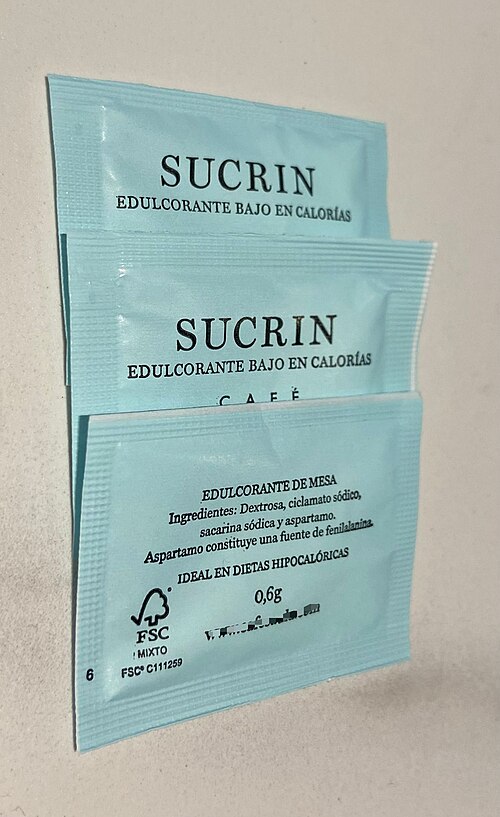 SUCRIN
EDULCORANTE BAJO EN CALORÍAS
SUCRIN
EDULCORANTE BAJO EN CALORÍAS
CAFÉ
EDULCORANTE DE MESA
Ingredientes: Dextrosa, ciclamato sódico,
sacarina sódica y aspartamo.
Aspartamo constituye una fuente de fenilalanina.
IDEAL EN DIETAS HIPOCALÓRICAS
0,6g
FSC
MIXTO
FSC® C111259
6